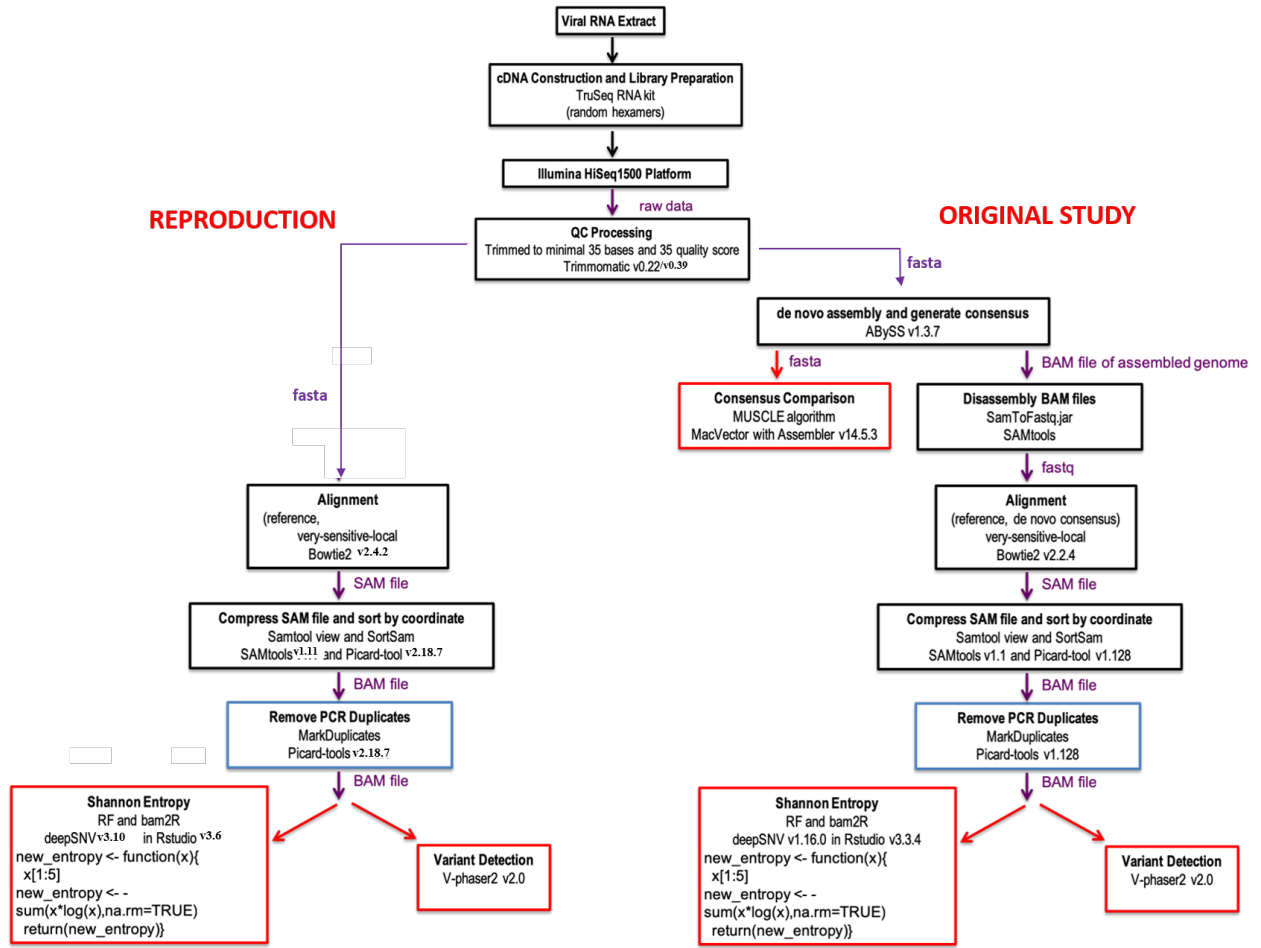 Viral RNA Extract
cDNA Construction and Library Preparation
TruSeq RNA kit
(random hexamers)
Illumina HiSeq1500 Platform
raw data
REPRODUCTION
ORIGINAL STUDY
QC Processing
Trimmed to minimal 35 bases and 35 quality score
Trimmomatic v0.22/v0.39
fasta
de novo assembly and generate consensus
ABySS v1.3.7
fasta
BAM file of assembled genome
Consensus Comparison
MUSCLE algorithm
MacVector with Assembler v14.5.3
Disassembly BAM files
SamToFastq.jar
SAMtools
fastq
Alignment
(reference, de novo consensus)
very-sensitive-local
Bowtie2 v2.2.4
SAM file
Compress SAM file and sort by coordinate
Samtool view and SortSam
SAMtools v1.1 and Picard-tool v1.128
BAM file
Remove PCR Duplicates
MarkDuplicates
Picard-tools v1.128
BAM file
Shannon Entropy
RF and bam2R
deepSNV v1.16.0 in Rstudio v3.3.4
new_entropy <- function(x){
x[1:5]
new_entropy <- -
sum(x*log(x),na.rm=TRUE)
return(new_entropy)}
Variant Detection
V-phaser2 v2.0
fasta
Alignment
(reference,
very-sensitive-local
Bowtie2 v2.4.2
SAM file
Compress SAM file and sort by coordinate
Samtool view and SortSam
SAMtools v1.11 and Picard-tool v2.18.7
BAM file
Remove PCR Duplicates
MarkDuplicates
Picard-tools v2.18.7
BAM file
Shannon Entropy
RF and bam2R
deepSNV v3.10 in Rstudio v3.6
new_entropy <- function(x){
x[1:5]
new_entropy <- -
sum(x*log(x),na.rm=TRUE)
return(new_entropy)}
Variant Detection
V-phaser2 v2.0